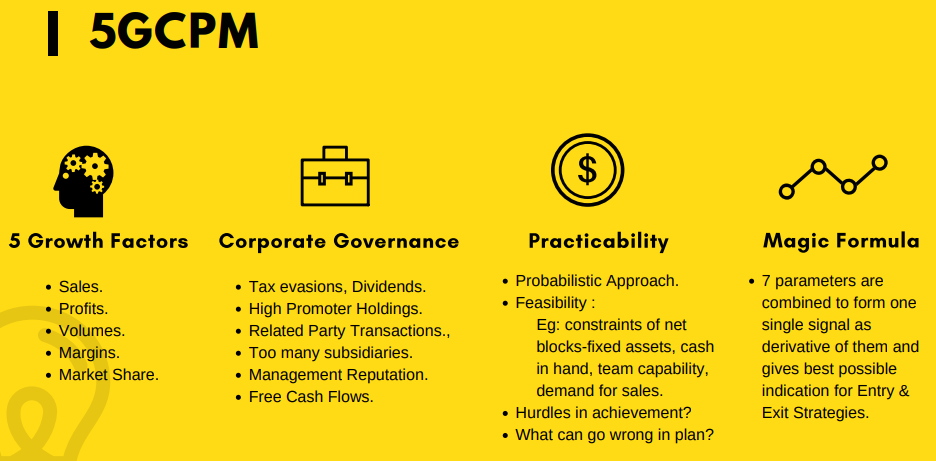 5GCPM
5 Growth Factors
• Sales.
• Profits.
• Volumes.
• Margins.
• Market Share.
Corporate Governance
• Tax evasions, Dividends.
• High Promoter Holdings.
• Related Party Transactions.,
• Too many subsidiaries.
• Management Reputation.
• Free Cash Flows.
$
Practicability
• Probabilistic Approach.
• Feasibility :
Eg: constraints of net
blocks-fixed assets, cash
in hand, team capability,
demand for sales.
• Hurdles in achievement?
• What can go wrong in plan?
Magic Formula
• 7 parameters are
combined to form one
single signal as
derivative of them and
gives best possible
indication for Entry &
Exit Strategies.